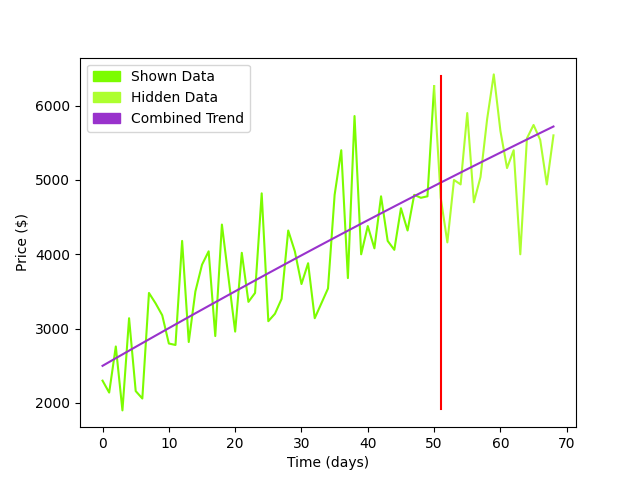 Shown Data
Hidden Data
Combined Trend
6000
5000
4000
3000
2000
Price ($)
0 10 20 30 40 50 60 70
Time (days)